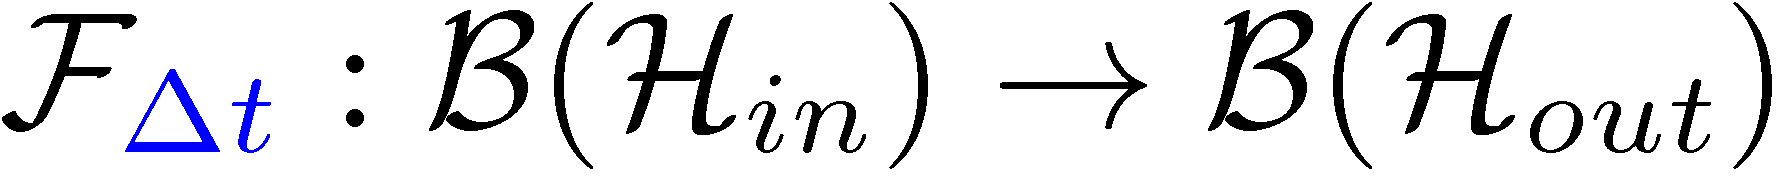 ℱ_Δt : ℬ(ℋ_in) → ℬ(ℋ_out)